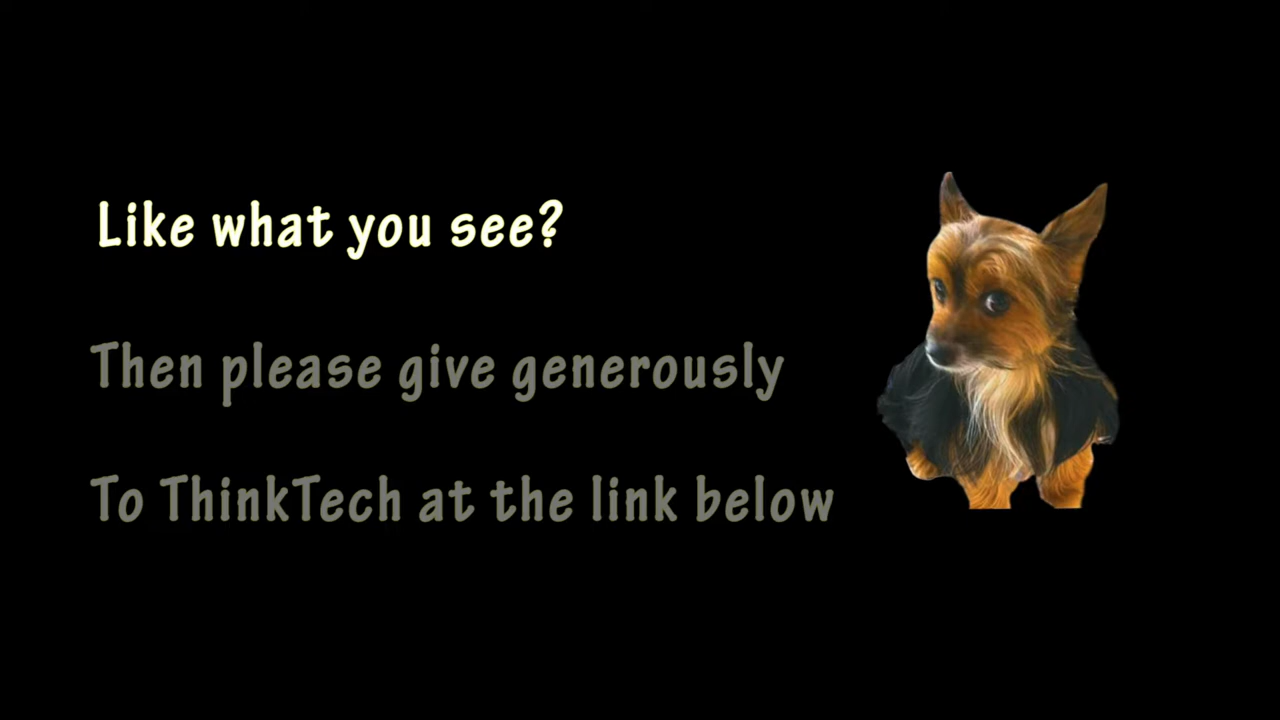 Like what you see?
Then please give generously
To ThinkTech at the link below